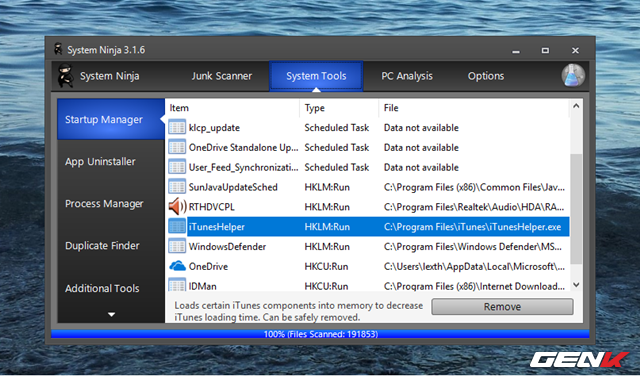 System Ninja 3.1.6
System Ninja
Junk Scanner
System Tools
PC Analysis
Options
Startup Manager
App Uninstaller
Process Manager
Duplicate Finder
Additional Tools
Item Type File
klcp_update Scheduled Task Data not available
OneDrive Standalone Up... Scheduled Task Data not available
User_Feed_Synchronizati... Scheduled Task Data not available
SunJavaUpdateSched HKLM:Run C:\Program Files (x86)\Common Files\Jav...
RTHDVCPL HKLM:Run C:\Program Files\Realtek\Audio\HDA\RA...
iTunesHelper HKLM:Run C:\Program Files\iTunes\iTunesHelper.exe
WindowsDefender HKLM:Run C:\Program Files\Windows Defender\MS...
OneDrive HKCU:Run C:\Users\lexth\AppData\Local\Microsoft\...
IDMan HKCU:Run C:\Program Files (x86)\Internet Download...
Loads certain iTunes components into memory to decrease
iTunes loading time. Can be safely removed.
Remove
100% (Files Scanned: 191853)
GENK